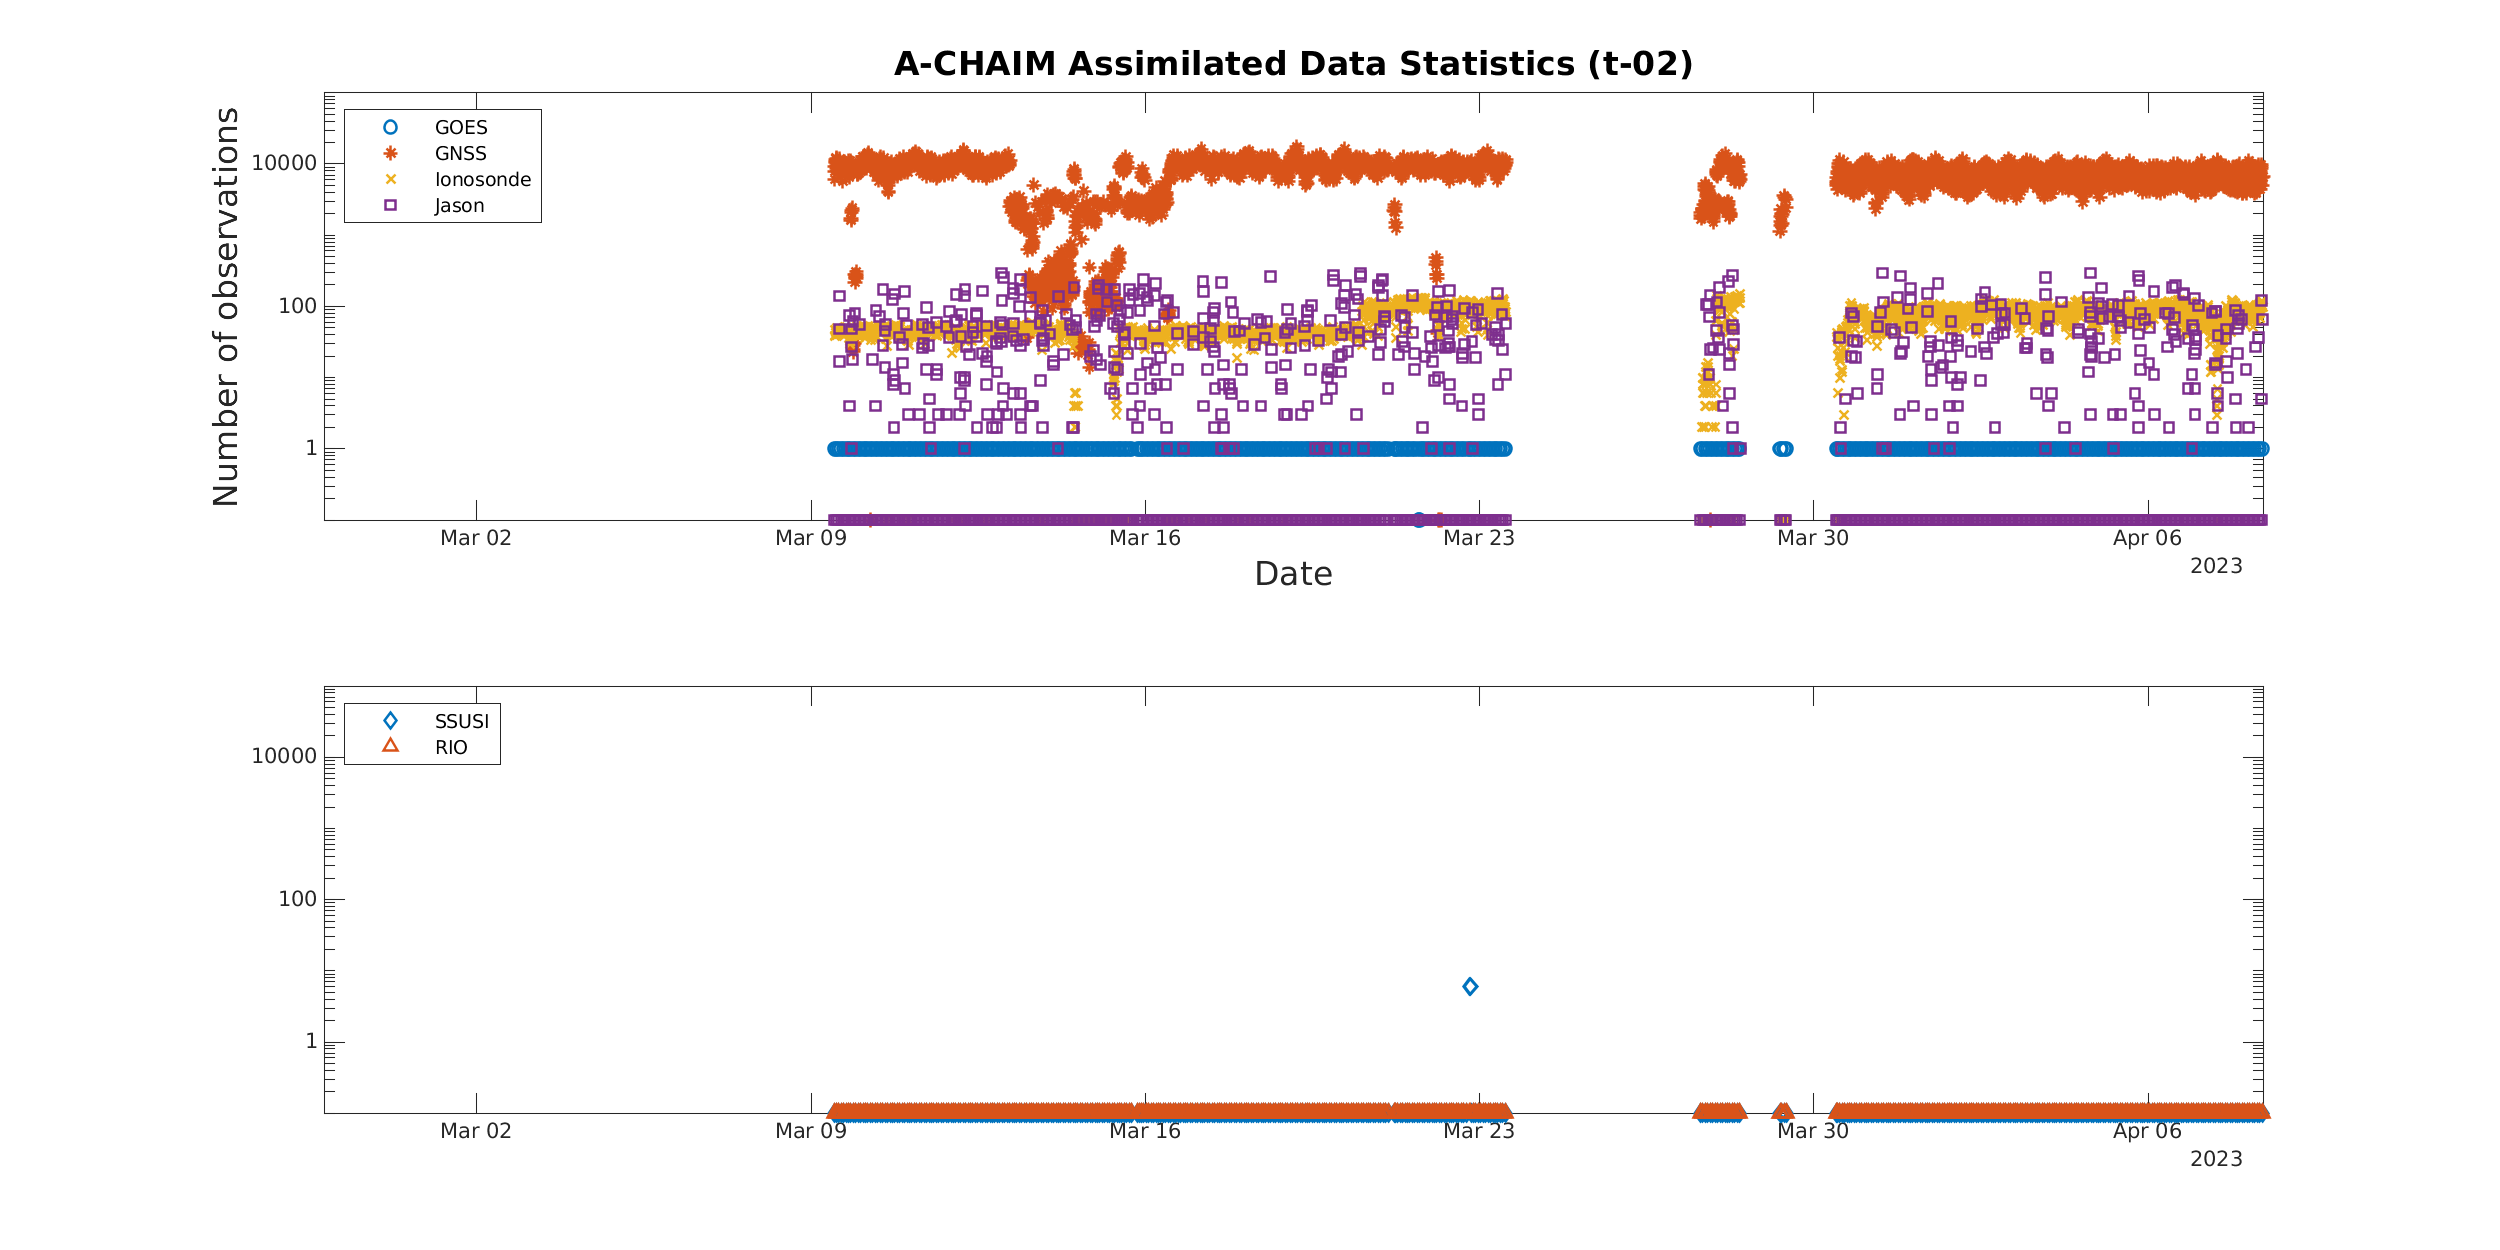 A-CHAIM Assimilated Data Statistics (t-02)
Number of observations
10000
100
1
GOES
GNSS
Ionosonde
Jason
Mar 02
Mar 09
Mar 16
Mar 23
Mar 30
Apr 06
2023
Date
10000
100
1
SSUSI
RIO
Mar 02
Mar 09
Mar 16
Mar 23
Mar 30
Apr 06
2023